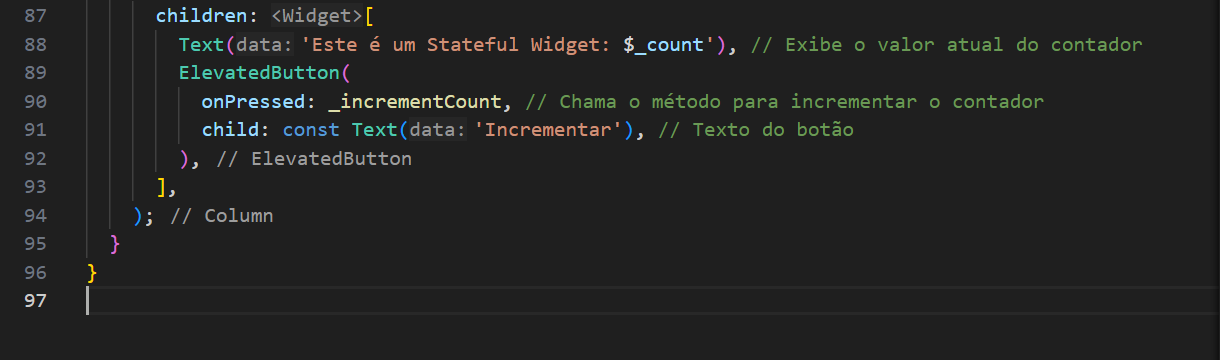 87 children: <Widget>[
88 Text(data: 'Este é um Stateful Widget: $_count'), // Exibe o valor atual do contador
89 ElevatedButton(
90 onPressed: _incrementCount, // Chama o método para incrementar o contador
91 child: const Text(data: 'Incrementar'), // Texto do botão
92 ), // ElevatedButton
93 ],
94 ); // Column
95 }
96 }
97